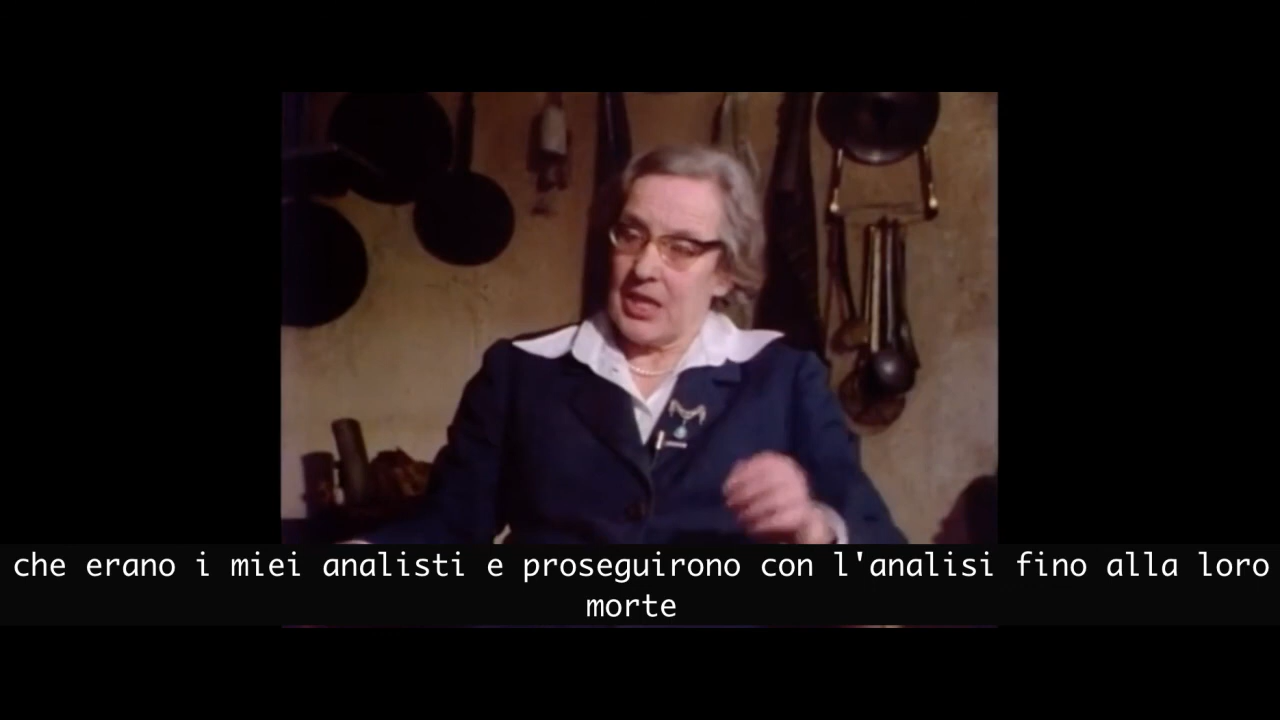 che erano i miei analisti e proseguirono con l'analisi fino alla loro
morte